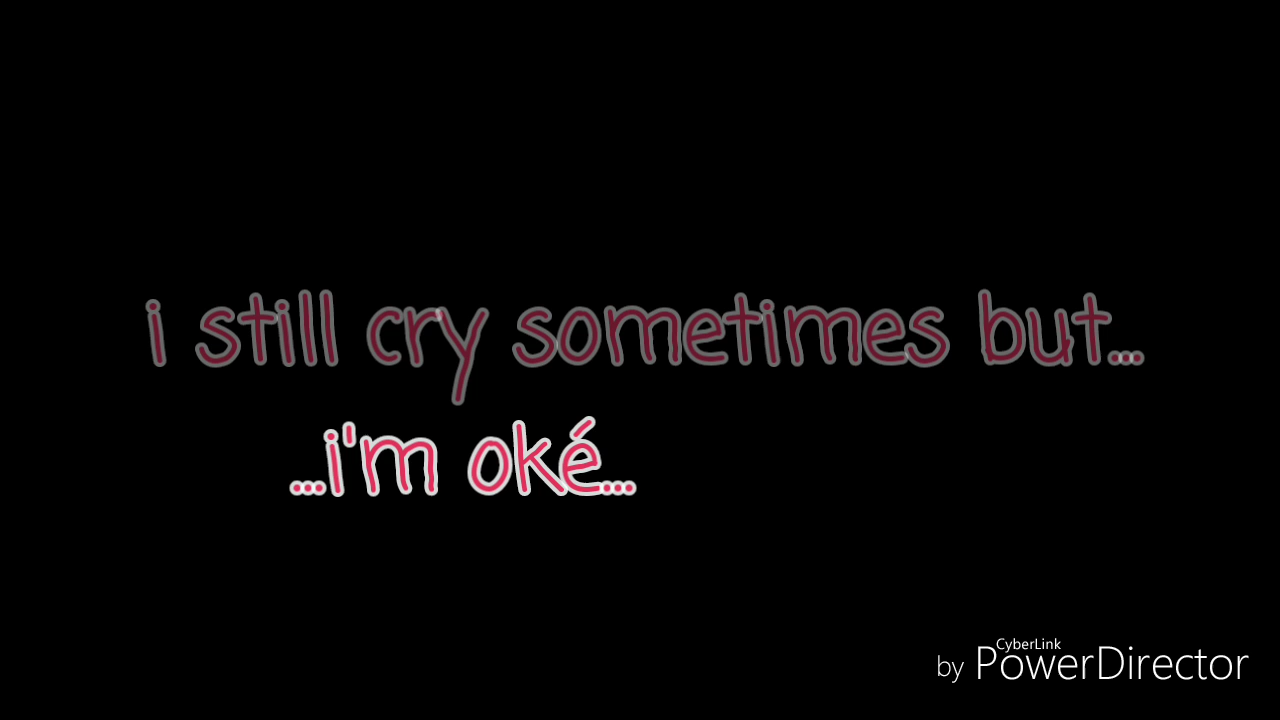 i still cry sometimes but...
...i'm oké...
CyberLink
by PowerDirector